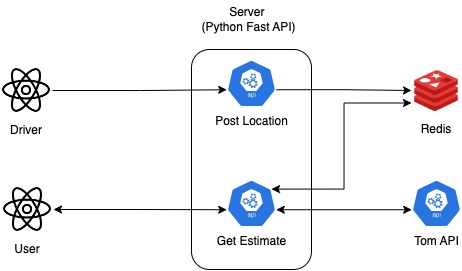 Server
(Python Fast API)
api
Post Location
Driver
Redis
api
Get Estimate
User
api
Tom API